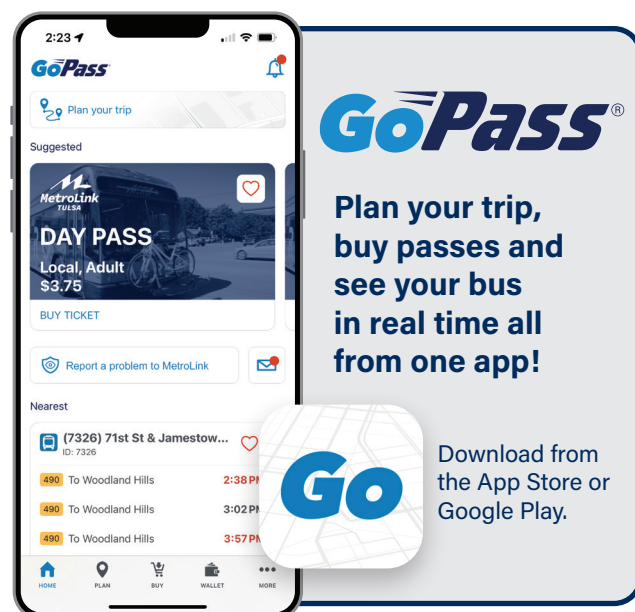 2:23
GoPass
Plan your trip
Suggested
MetroLink
TULSA
DAY PASS
Local, Adult
$3.75
BUY TICKET
Report a problem to MetroLink
Nearest
(7326) 71st St & Jamestow...
ID: 7326
490 To Woodland Hills 2:38 PM
490 To Woodland Hills 3:02 PM
490 To Woodland Hills 3:57 PM
HOME PLAN BUY WALLET MORE
GoPass®
Plan your trip,
buy passes and
see your bus
in real time all
from one app!
Go
Download from
the App Store or
Google Play.